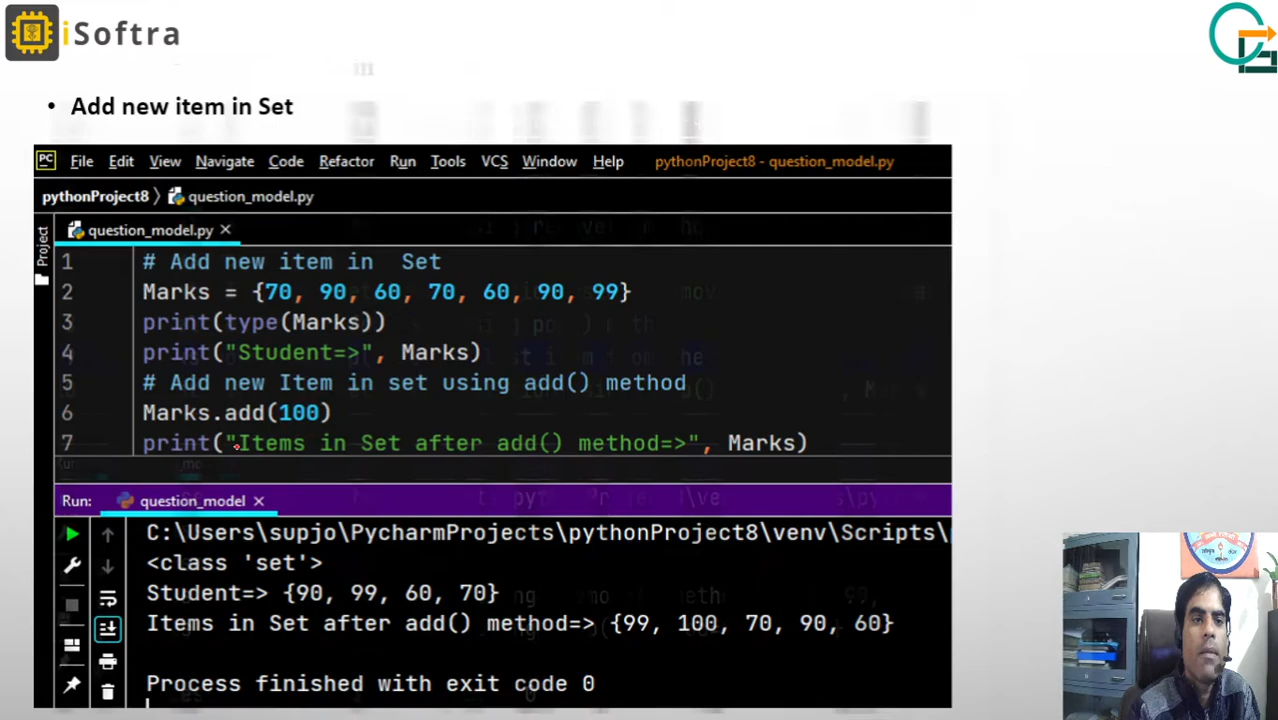 iSoftra
• Add new item in Set
PC File Edit View Navigate Code Refactor Run Tools VCS Window Help pythonProject8 - question_model.py
pythonProject8 〉 question_model.py
question_model.py ×
Project
1 # Add new item in  Set
2 Marks = {70, 90, 60, 70, 60, 90, 99}
3 print(type(Marks))
4 print("Student=>", Marks)
5 # Add new Item in set using add() method
6 Marks.add(100)
7 print("Items in Set after add() method=>", Marks)
Run: question_model ×
C:\Users\supjo\PycharmProjects\pythonProject8\venv\Scripts\
<class 'set'>
Student=> {90, 99, 60, 70}
Items in Set after add() method=> {99, 100, 70, 90, 60}
Process finished with exit code 0